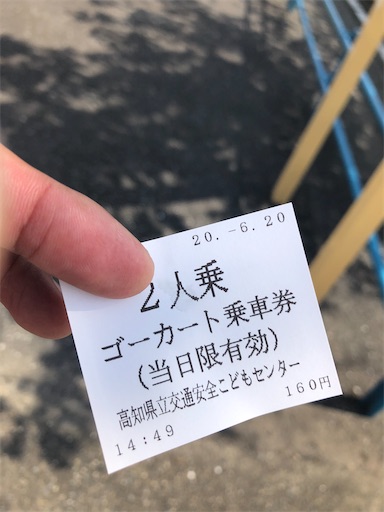 20.-6.20
2人乗
ゴーカート乗車券
(当日限有効)
高知県立交通安全こどもセンター
14:49 160円